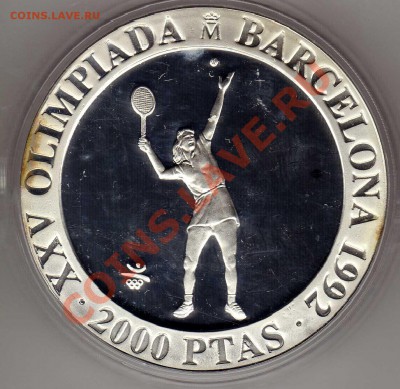 COINS.LAVE.RU
XXV OLIMPIADA M BARCELONA 1992
· 2000 PTAS ·
COINS.LAVE.RU